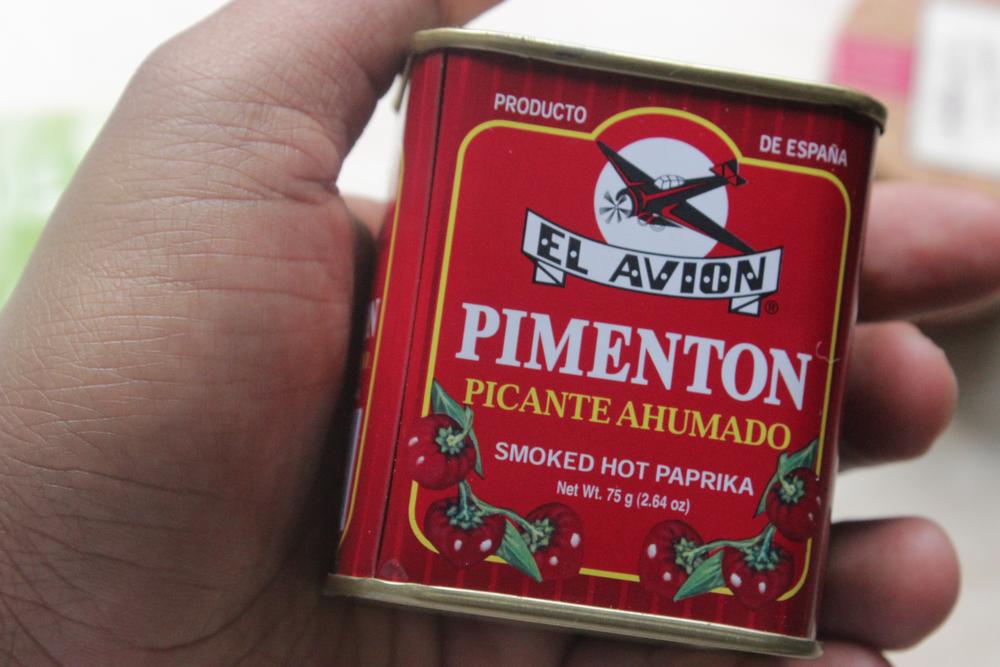 PRODUCTO
DE ESPAÑA
EL AVION
®
PIMENTON
PICANTE AHUMADO
SMOKED HOT PAPRIKA
Net Wt. 75 g (2.64 oz)